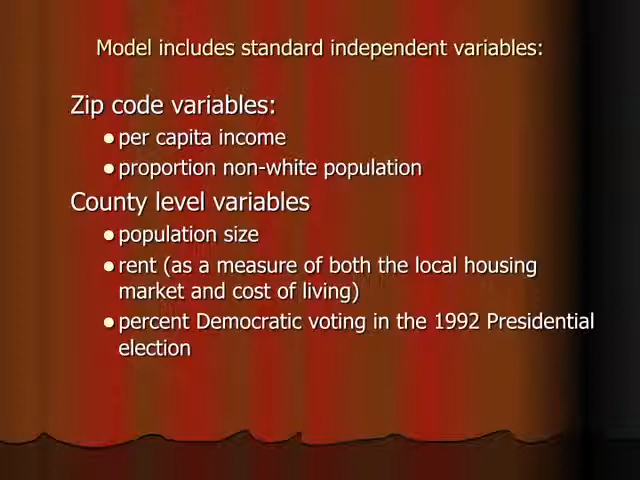 Model includes standard independent variables:
Zip code variables:
● per capita income
● proportion non-white population
County level variables
● population size
● rent (as a measure of both the local housing
market and cost of living)
● percent Democratic voting in the 1992 Presidential
election